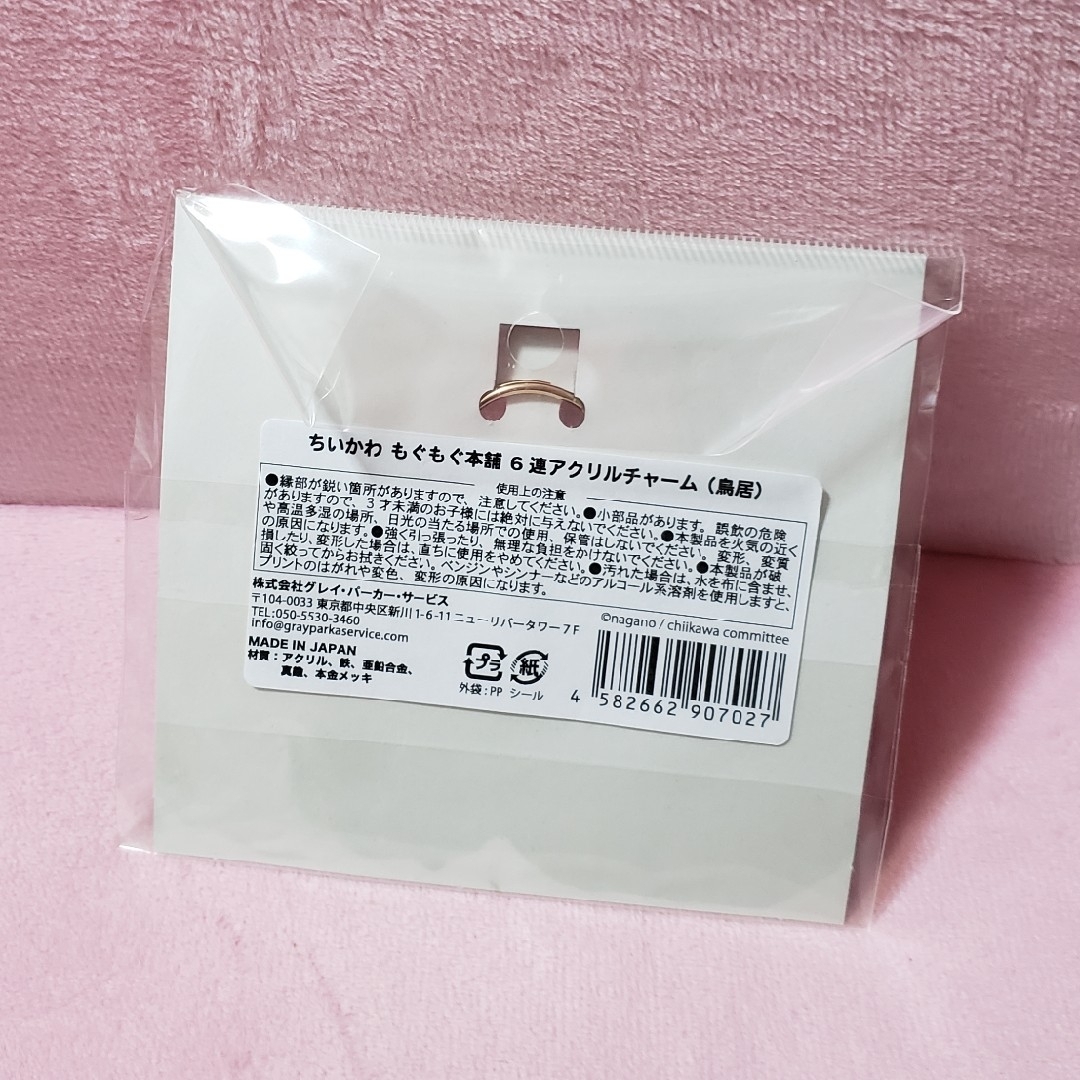 ちいかわ もぐもぐ本舗 6連アクリルチャーム（鳥居）
使用上の注意
●縁部が鋭い箇所がありますので、注意してください。●小部品があります。誤飲の危険
がありますので、3才未満のお子様には絶対に与えないでください。●本製品を火気の近く
や高温多湿の場所、日光の当たる場所での使用、保管はしないでください。変形、変質
の原因になります。●強く引っ張ったり、無理な負担をかけないでください。●本製品が破
損したり、変形した場合は、直ちに使用をやめてください。●汚れた場合は、水を布に含ませ、
固く絞ってからお拭きください。ベンジンやシンナーなどのアルコール系溶剤を使用しますと、
プリントのはがれや変色、変形の原因になります。
株式会社グレイ・パーカー・サービス
〒104-0033 東京都中央区新川1-6-11 ニューリバータワー7F
TEL:050-5530-3460
info@grayparkaservice.com
©nagano / chiikawa committee
MADE IN JAPAN
材質：アクリル、鉄、亜鉛合金、
真鍮、本金メッキ
プラ 紙
外袋：PP シール
4 582662 907027